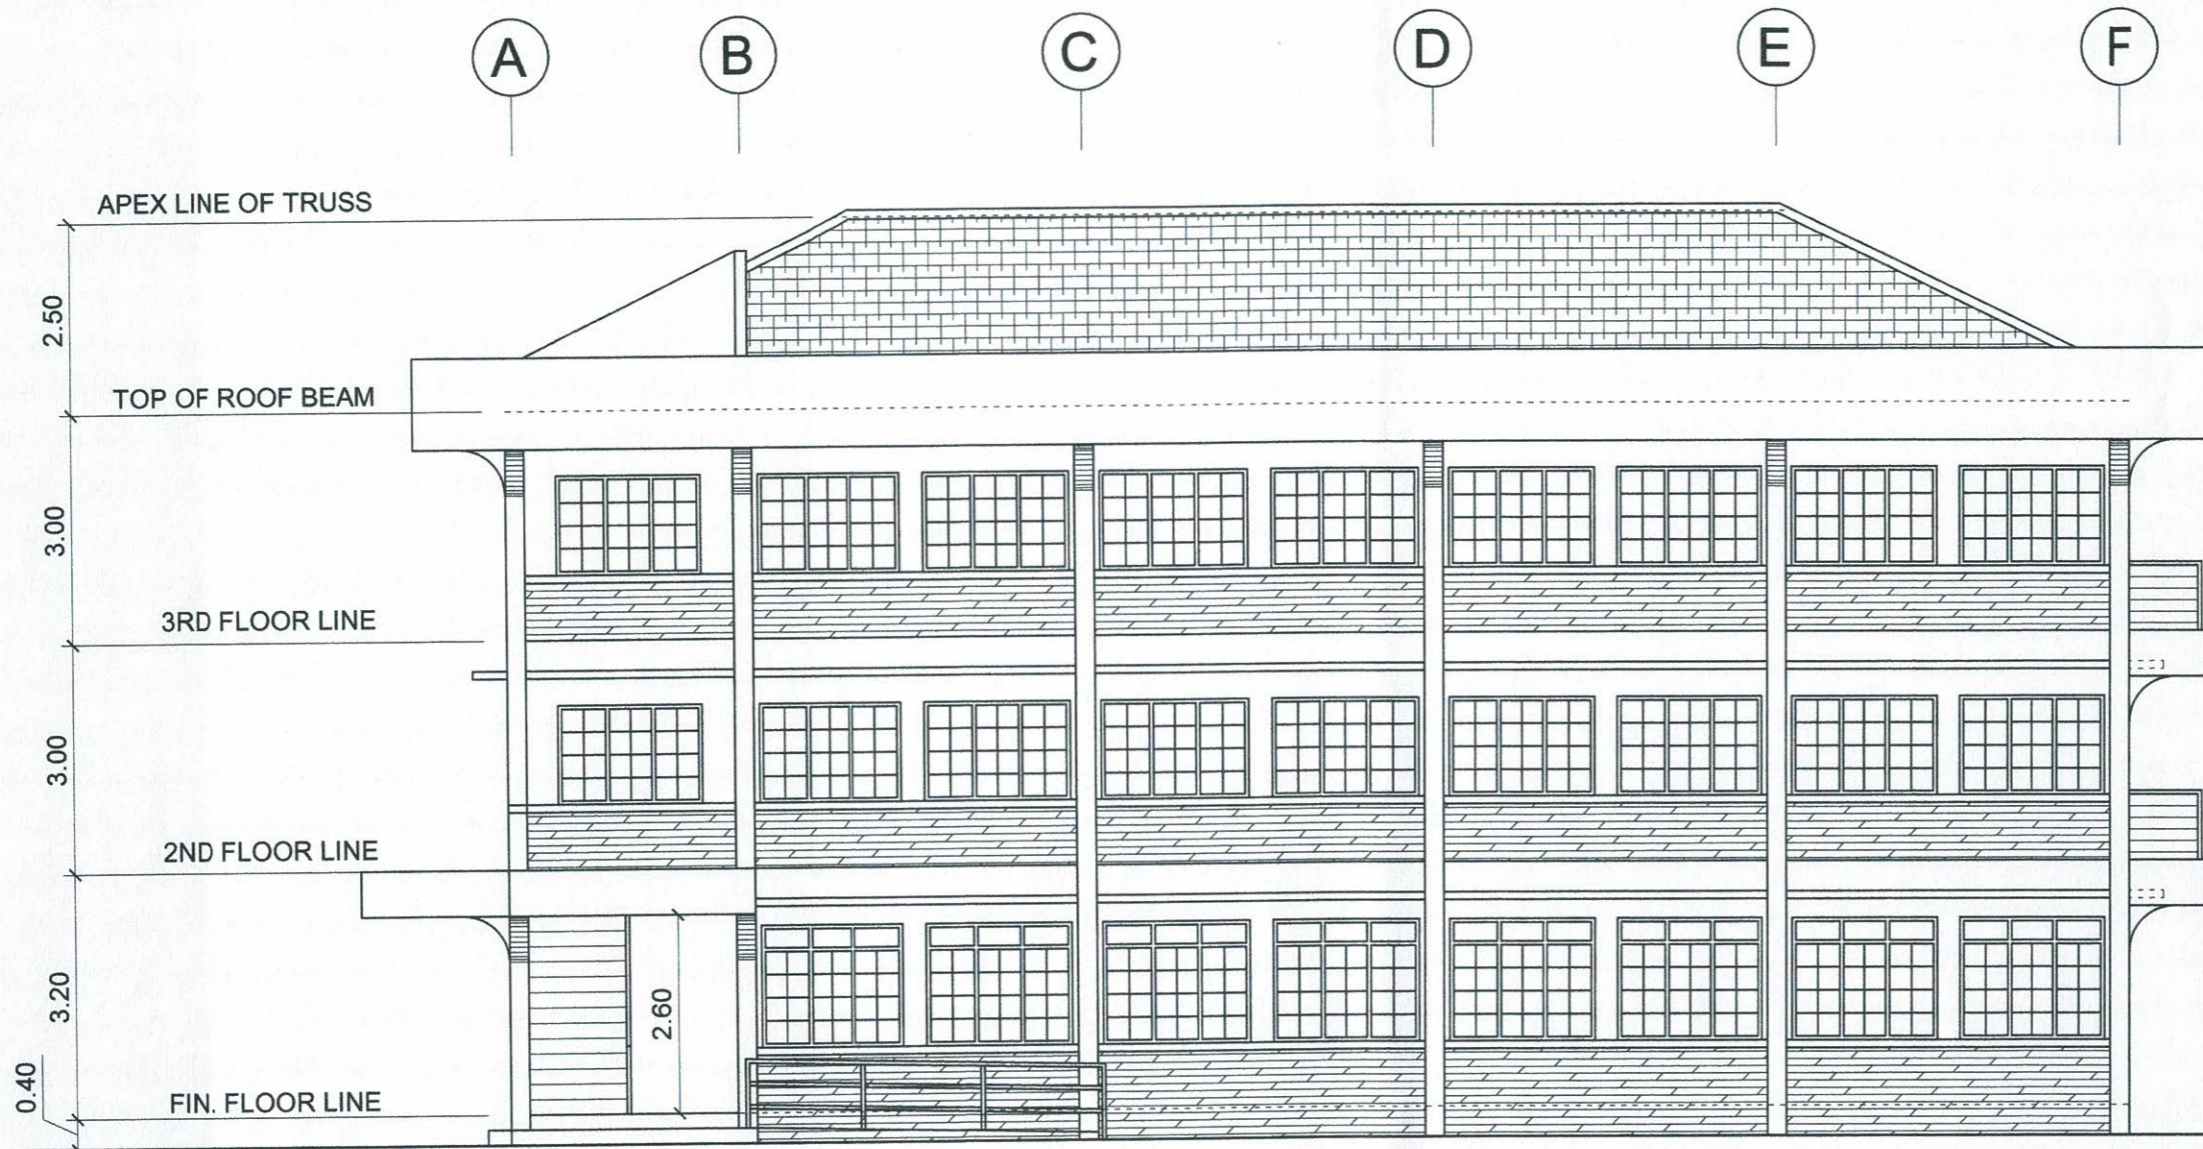 A
B
C
D
E
F
APEX LINE OF TRUSS
2.50
TOP OF ROOF BEAM
3.00
3RD FLOOR LINE
3.00
2ND FLOOR LINE
3.20
2.60
0.40
FIN. FLOOR LINE